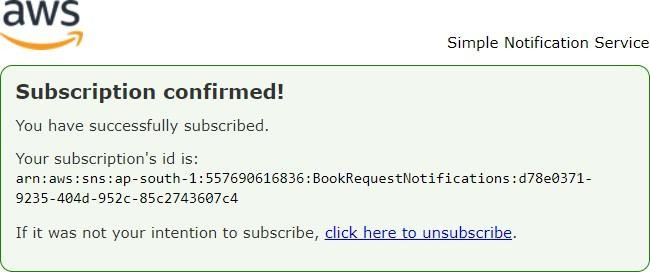 aws
Simple Notification Service
Subscription confirmed!
You have successfully subscribed.
Your subscription's id is:
arn:aws:sns:ap-south-1:557690616836:BookRequestNotifications:d78e0371-
9235-404d-952c-85c2743607c4
If it was not your intention to subscribe, click here to unsubscribe.